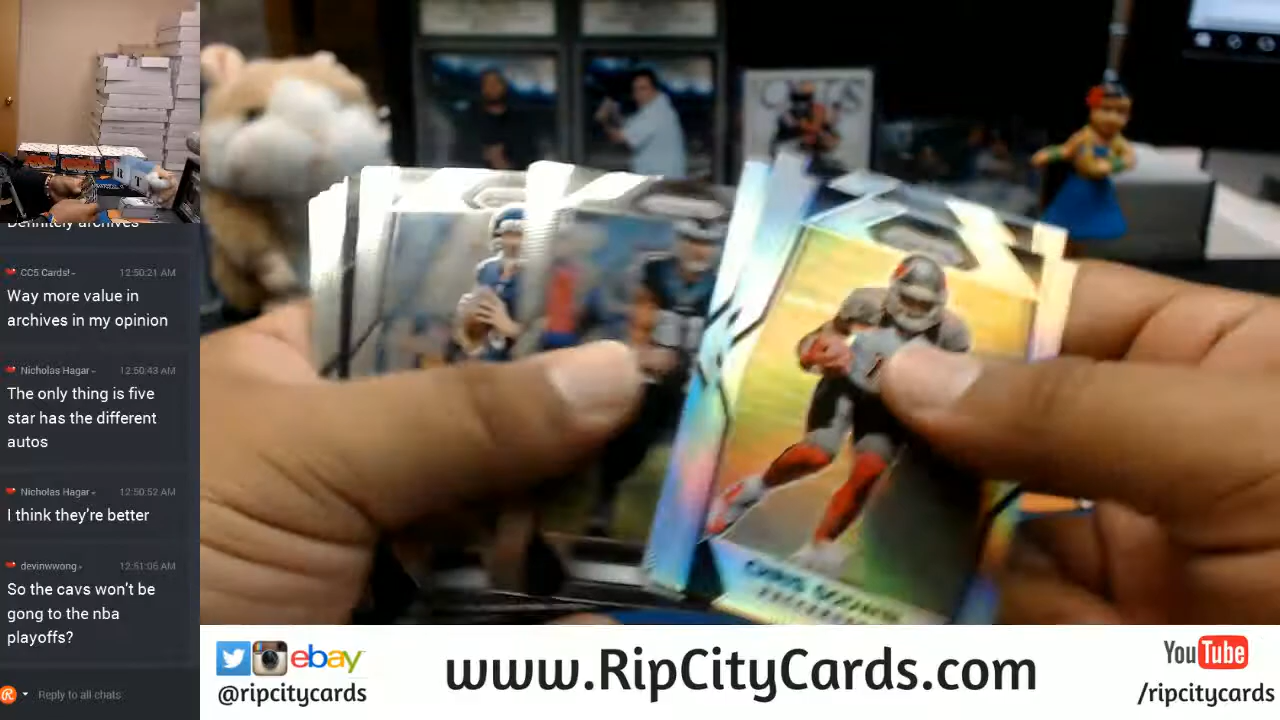 Definitely archives
CC5 Cards! 12:50:21 AM
Way more value in
archives in my opinion
Nicholas Hagar 12:50:43 AM
The only thing is five
star has the different
autos
Nicholas Hagar 12:50:52 AM
I think they're better
devinwwong 12:51:06 AM
So the cavs won't be
gong to the nba
playoffs?
Reply to all chats:
CHRIS GODWIN
ebay
@ripcitycards
www.RipCityCards.com
YouTube
/ripcitycards